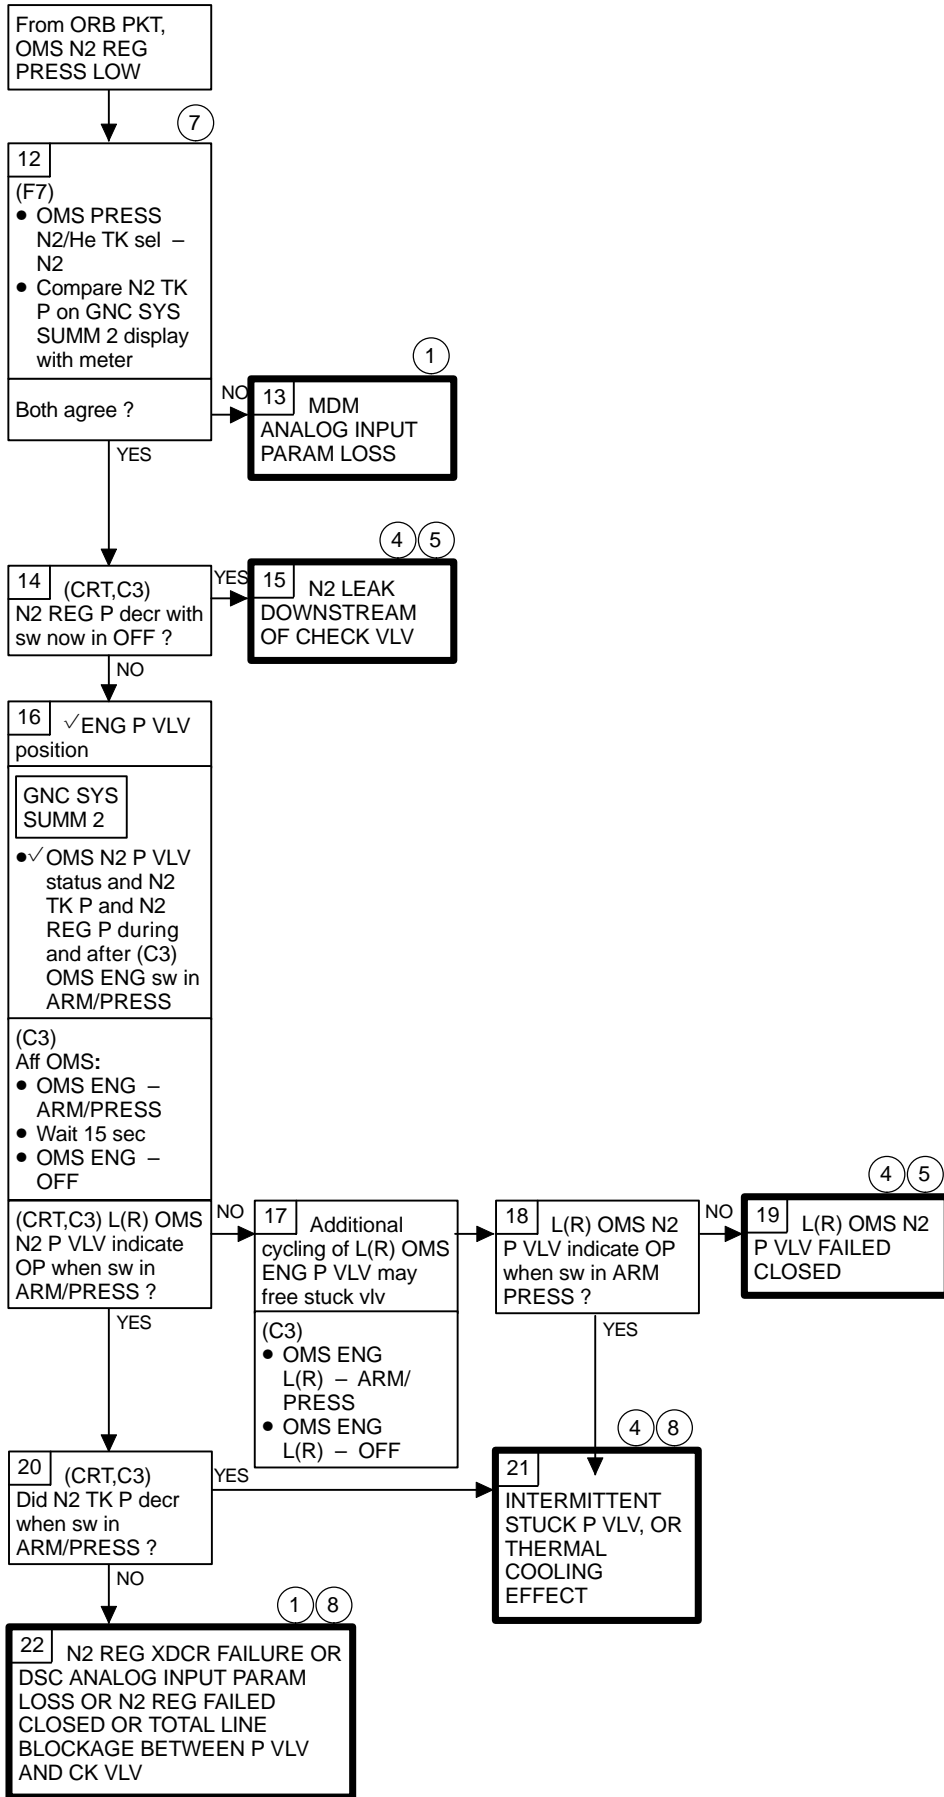 From ORB PKT,
OMS N2 REG
PRESS LOW
7
12
(F7)
● OMS PRESS
N2/He TK sel –
N2
● Compare N2 TK
P on GNC SYS
SUMM 2 display
with meter
Both agree ?
NO
YES
1
13 MDM
ANALOG INPUT
PARAM LOSS
14 (CRT,C3)
N2 REG P decr with
sw now in OFF ?
YES
NO
4 5
15 N2 LEAK
DOWNSTREAM
OF CHECK VLV
16 √ENG P VLV
position
GNC SYS
SUMM 2
●√OMS N2 P VLV
status and N2
TK P and N2
REG P during
and after (C3)
OMS ENG sw in
ARM/PRESS
(C3)
Aff OMS:
● OMS ENG –
ARM/PRESS
● Wait 15 sec
● OMS ENG –
OFF
(CRT,C3) L(R) OMS
N2 P VLV indicate
OP when sw in
ARM/PRESS ?
NO
YES
17 Additional
cycling of L(R) OMS
ENG P VLV may
free stuck vlv
(C3)
● OMS ENG
L(R) – ARM/
PRESS
● OMS ENG
L(R) – OFF
18 L(R) OMS N2
P VLV indicate OP
when sw in ARM
PRESS ?
NO
YES
4 5
19 L(R) OMS N2
P VLV FAILED
CLOSED
20 (CRT,C3)
Did N2 TK P decr
when sw in
ARM/PRESS ?
YES
NO
4 8
21
INTERMITTENT
STUCK P VLV, OR
THERMAL
COOLING
EFFECT
1 8
22 N2 REG XDCR FAILURE OR
DSC ANALOG INPUT PARAM
LOSS OR N2 REG FAILED
CLOSED OR TOTAL LINE
BLOCKAGE BETWEEN P VLV
AND CK VLV